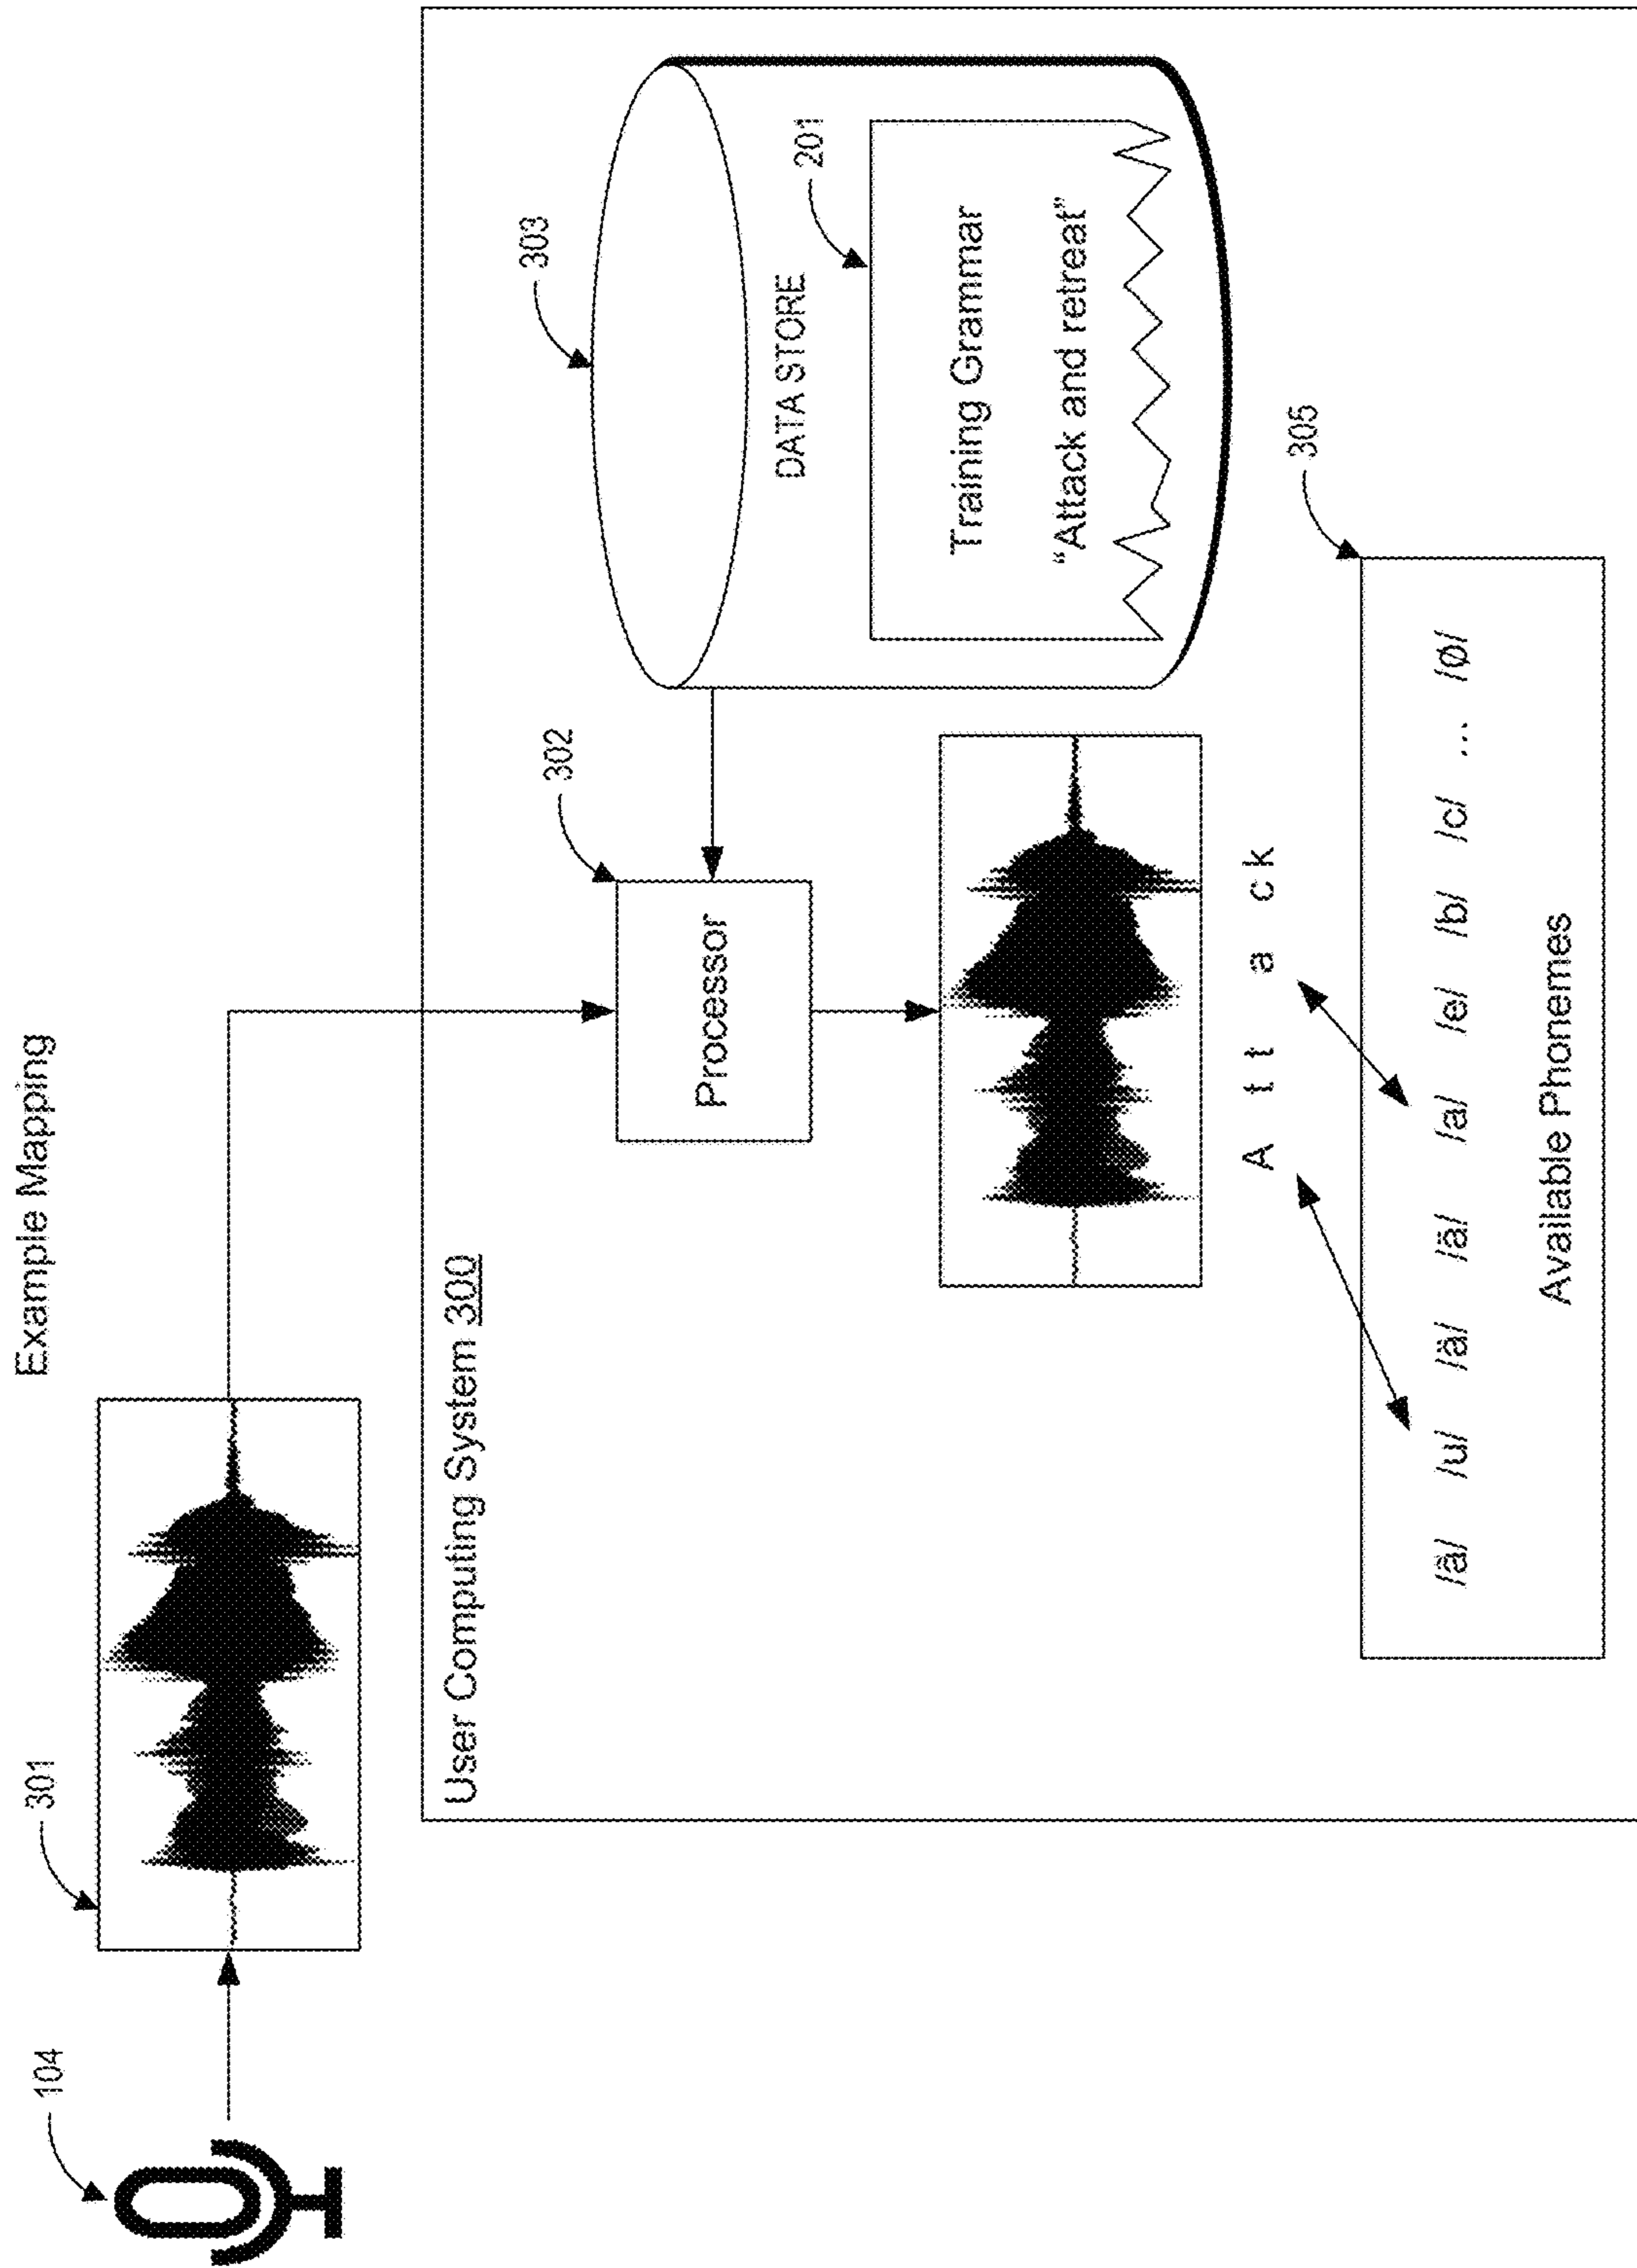 Example Mapping
104
301
User Computing System 300
303
302
Processor
DATA STORE
201
Training Grammar
“Attack and retreat”
A t t a c k
305
/u/ /ä/ /a/ /e/ /b/ /c/ ... /ø/
Available Phonemes